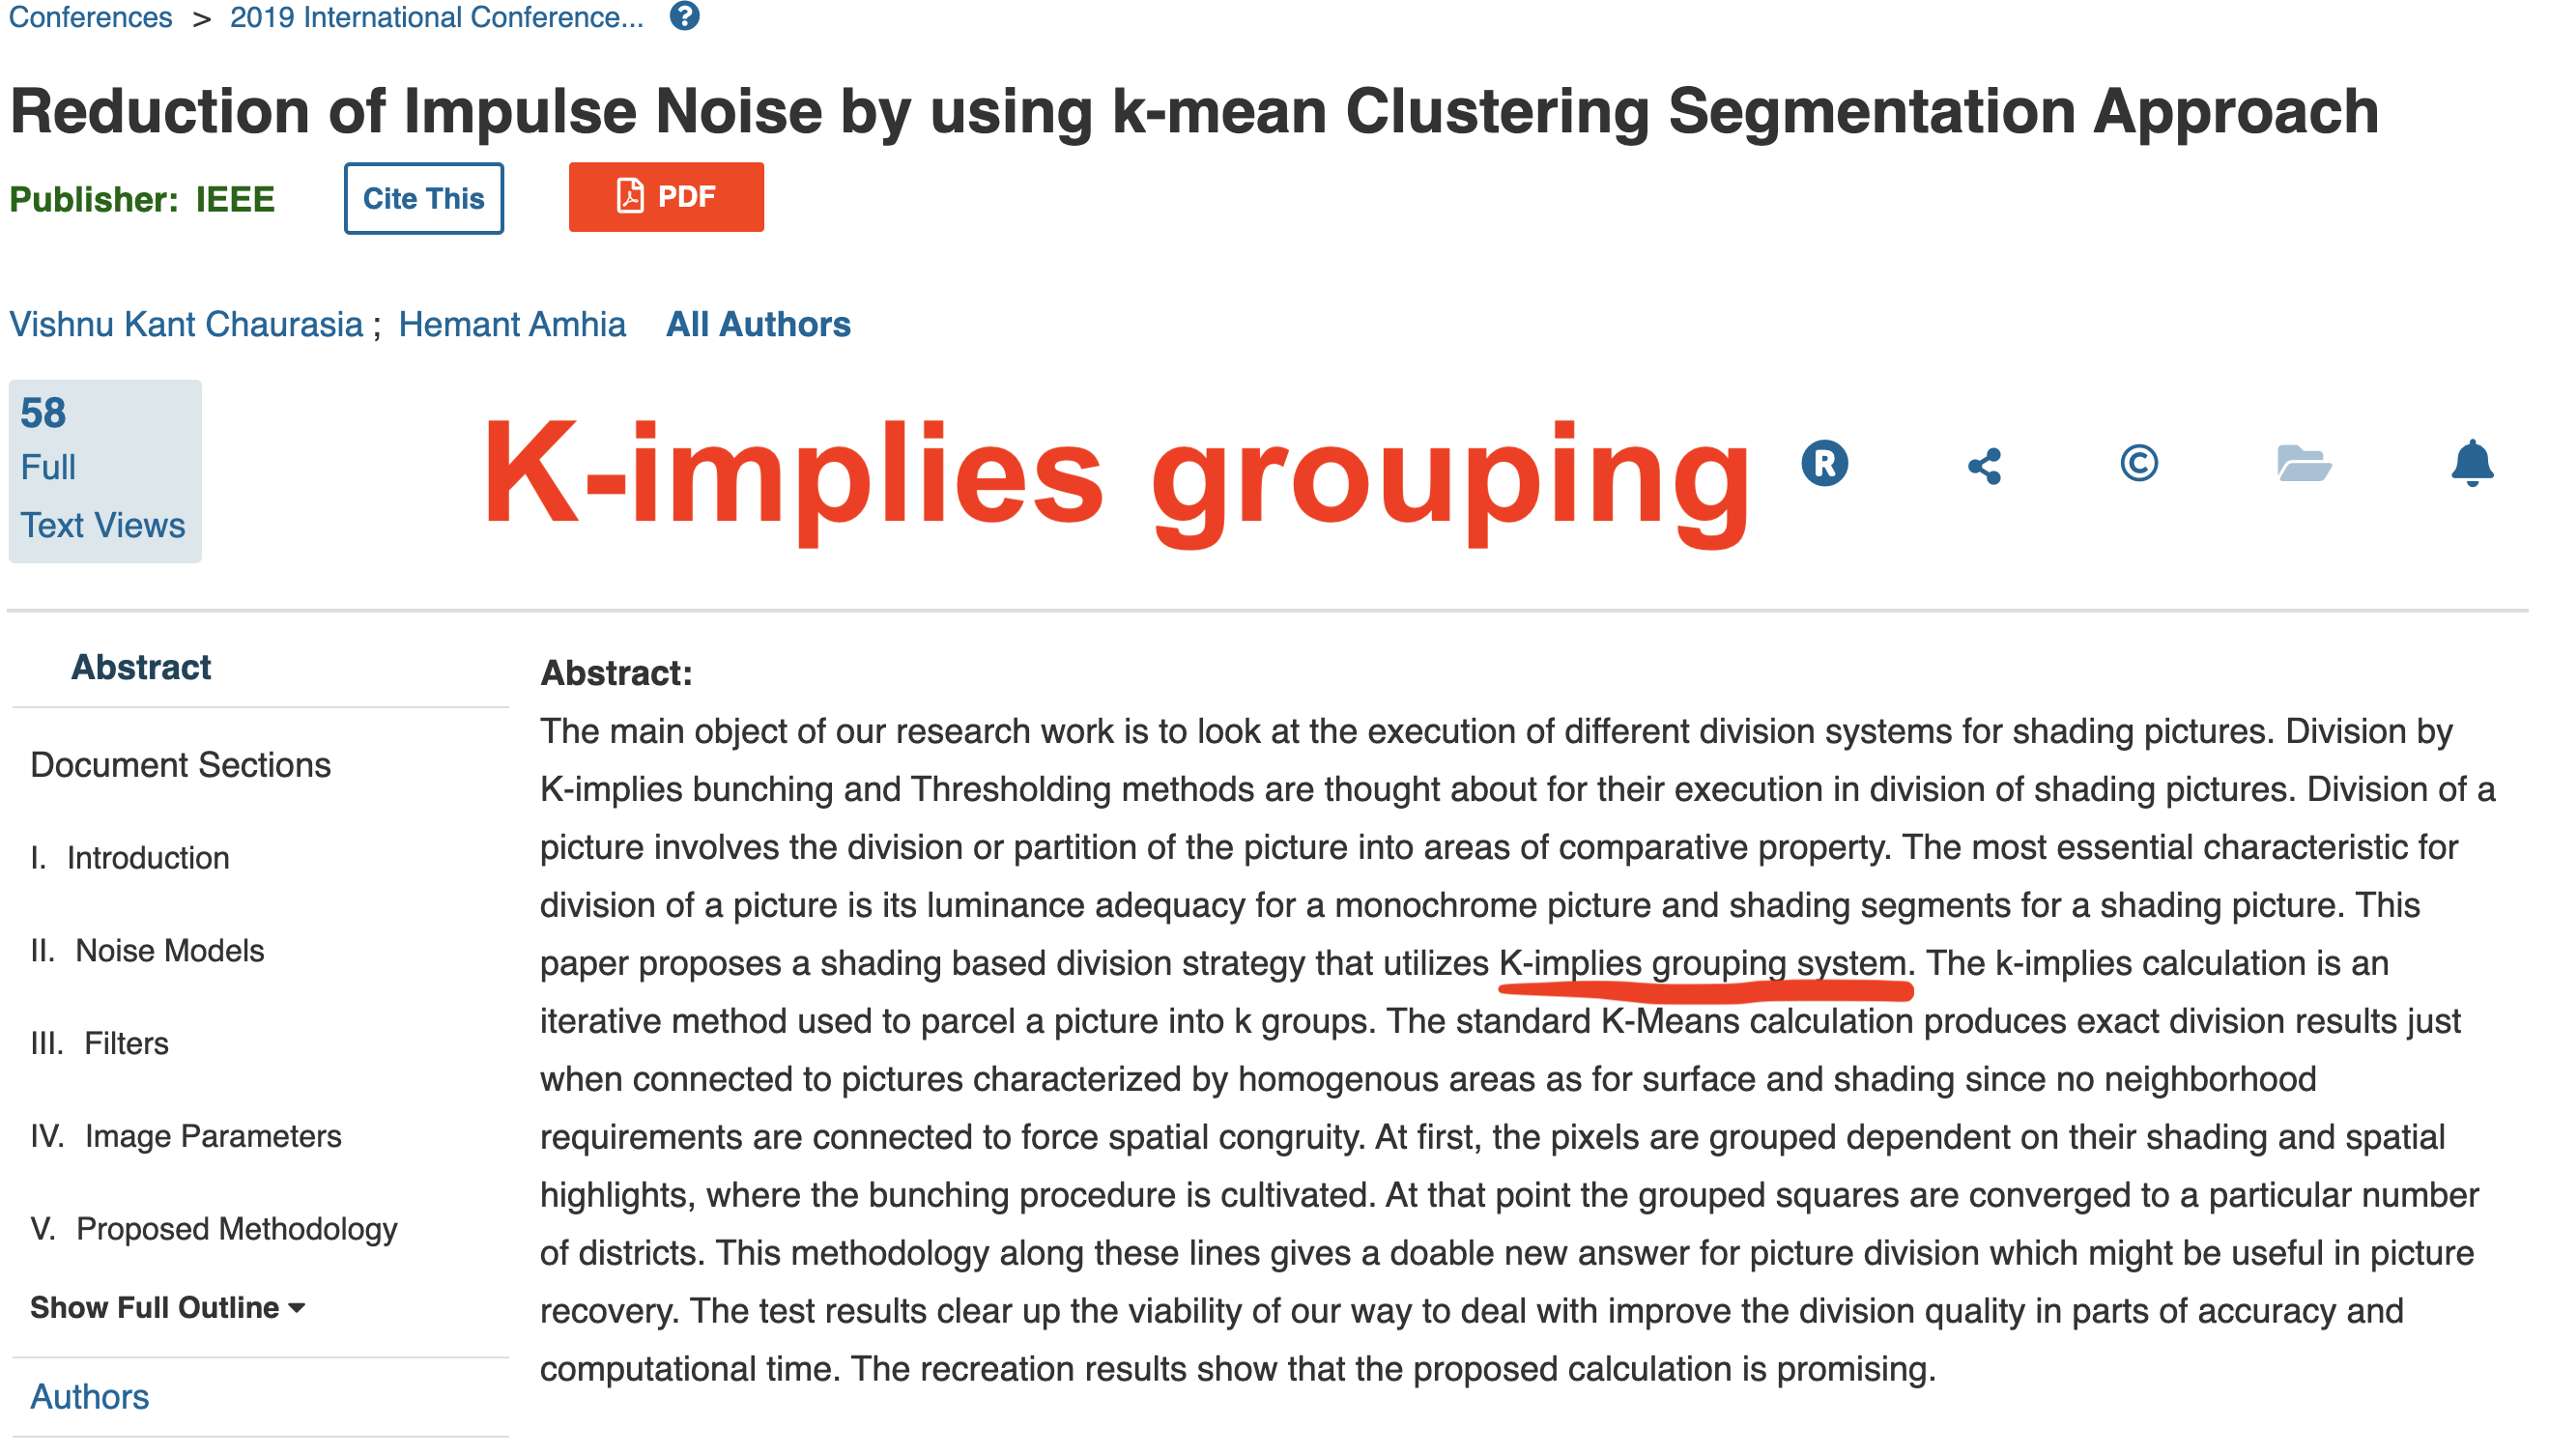 Conferences > 2019 International Conference... ?
Reduction of Impulse Noise by using k-mean Clustering Segmentation Approach
Publisher: IEEE Cite This PDF
Vishnu Kant Chaurasia ; Hemant Amhia All Authors
58
Full
Text Views
K-implies grouping
R ©
Abstract
Document Sections
I. Introduction
II. Noise Models
III. Filters
IV. Image Parameters
V. Proposed Methodology
Show Full Outline
Authors
Abstract:
The main object of our research work is to look at the execution of different division systems for shading pictures. Division by
K-implies bunching and Thresholding methods are thought about for their execution in division of shading pictures. Division of a
picture involves the division or partition of the picture into areas of comparative property. The most essential characteristic for
division of a picture is its luminance adequacy for a monochrome picture and shading segments for a shading picture. This
paper proposes a shading based division strategy that utilizes K-implies grouping system. The k-implies calculation is an
iterative method used to parcel a picture into k groups. The standard K-Means calculation produces exact division results just
when connected to pictures characterized by homogenous areas as for surface and shading since no neighborhood
requirements are connected to force spatial congruity. At first, the pixels are grouped dependent on their shading and spatial
highlights, where the bunching procedure is cultivated. At that point the grouped squares are converged to a particular number
of districts. This methodology along these lines gives a doable new answer for picture division which might be useful in picture
recovery. The test results clear up the viability of our way to deal with improve the division quality in parts of accuracy and
computational time. The recreation results show that the proposed calculation is promising.